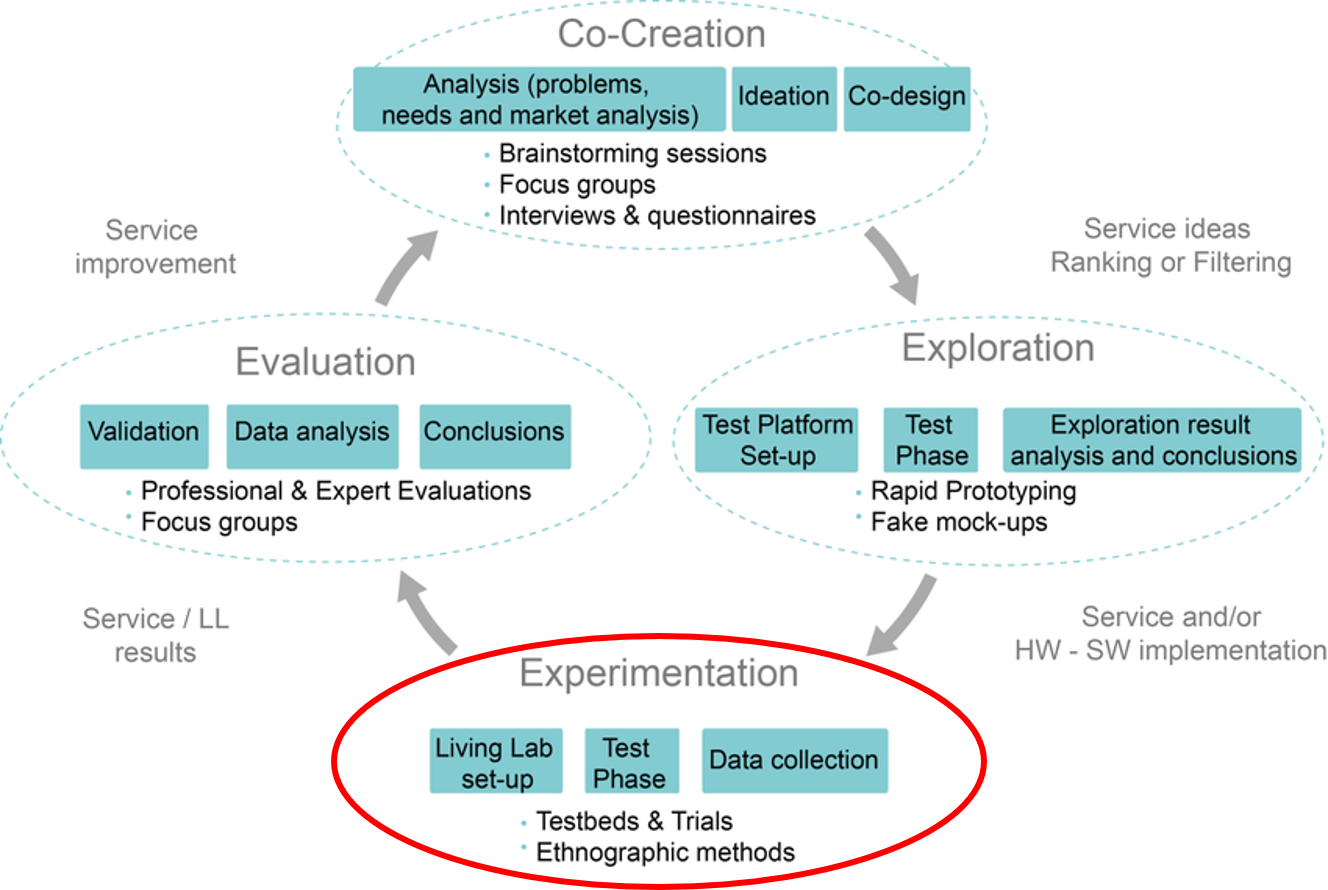 Co-Creation
Analysis (problems,
needs and market analysis)
Ideation
Co-design
· Brainstorming sessions
· Focus groups
· Interviews & questionnaires
Service
improvement
Service ideas
Ranking or Filtering
Evaluation
Validation
Data analysis
Conclusions
· Professional & Expert Evaluations
· Focus groups
Exploration
Test Platform
Set-up
Test
Phase
Exploration result
analysis and conclusions
· Rapid Prototyping
· Fake mock-ups
Service / LL
results
Service and/or
HW - SW implementation
Experimentation
Living Lab
set-up
Test
Phase
Data collection
· Testbeds & Trials
· Ethnographic methods